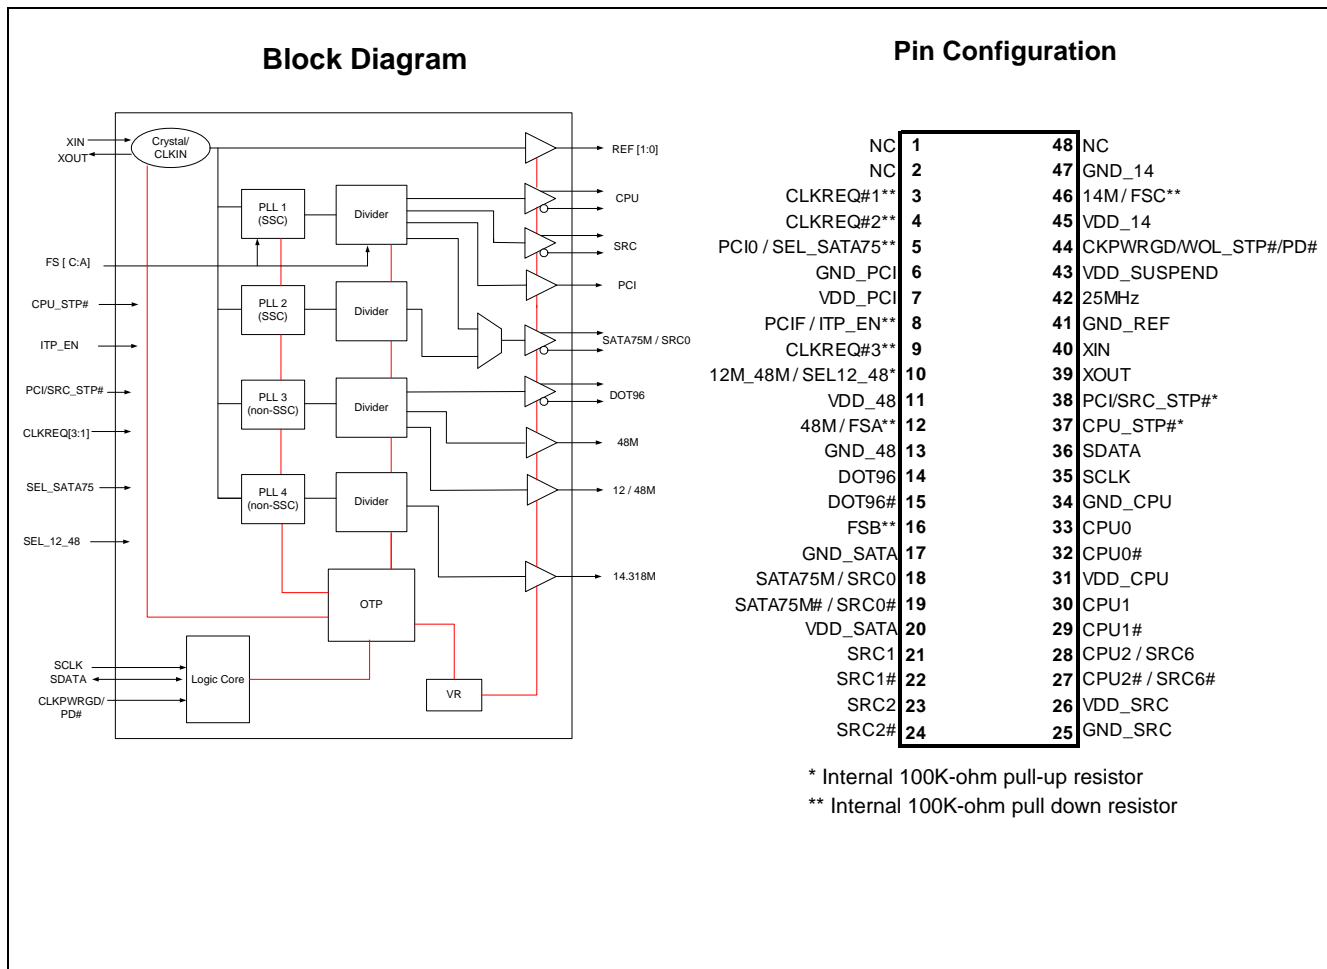 Block Diagram
XIN
XOUT
Crystal/
CLKIN
REF [1:0]
PLL 1
(SSC)
Divider
CPU
SRC
FS [ C:A]
PCI
CPU_STP#
PLL 2
(SSC)
Divider
SATA75M / SRC0
ITP_EN
PCI/SRC_STP#
PLL 3
(non-SSC)
Divider
DOT96
CLKREQ[3:1]
48M
SEL_SATA75
PLL 4
(non-SSC)
Divider
12 / 48M
SEL_12_48
14.318M
OTP
SCLK
SDATA
CLKPWRGD/
PD#
Logic Core
VR
Pin Configuration
NC 1 48 NC
NC 2 47 GND_14
CLKREQ#1** 3 46 14M / FSC**
CLKREQ#2** 4 45 VDD_14
PCI0 / SEL_SATA75** 5 44 CKPWRGD/WOL_STP#/PD#
GND_PCI 6 43 VDD_SUSPEND
VDD_PCI 7 42 25MHz
PCIF / ITP_EN** 8 41 GND_REF
CLKREQ#3** 9 40 XIN
12M_48M / SEL12_48* 10 39 XOUT
VDD_48 11 38 PCI/SRC_STP#*
48M / FSA** 12 37 CPU_STP#*
GND_48 13 36 SDATA
DOT96 14 35 SCLK
DOT96# 15 34 GND_CPU
FSB** 16 33 CPU0
GND_SATA 17 32 CPU0#
SATA75M / SRC0 18 31 VDD_CPU
SATA75M# / SRC0# 19 30 CPU1
VDD_SATA 20 29 CPU1#
SRC1 21 28 CPU2 / SRC6
SRC1# 22 27 CPU2# / SRC6#
SRC2 23 26 VDD_SRC
SRC2# 24 25 GND_SRC
* Internal 100K-ohm pull-up resistor
** Internal 100K-ohm pull down resistor